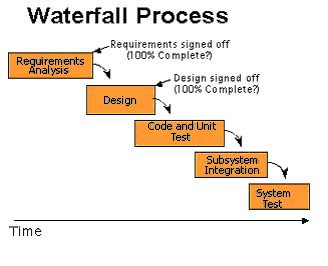 Waterfall Process
Requirements signed off
(100% Complete?)
Requirements
Analysis
Design signed off
(100% Complete?)
Design
Code and Unit
Test
Subsystem
Integration
System
Test
Time